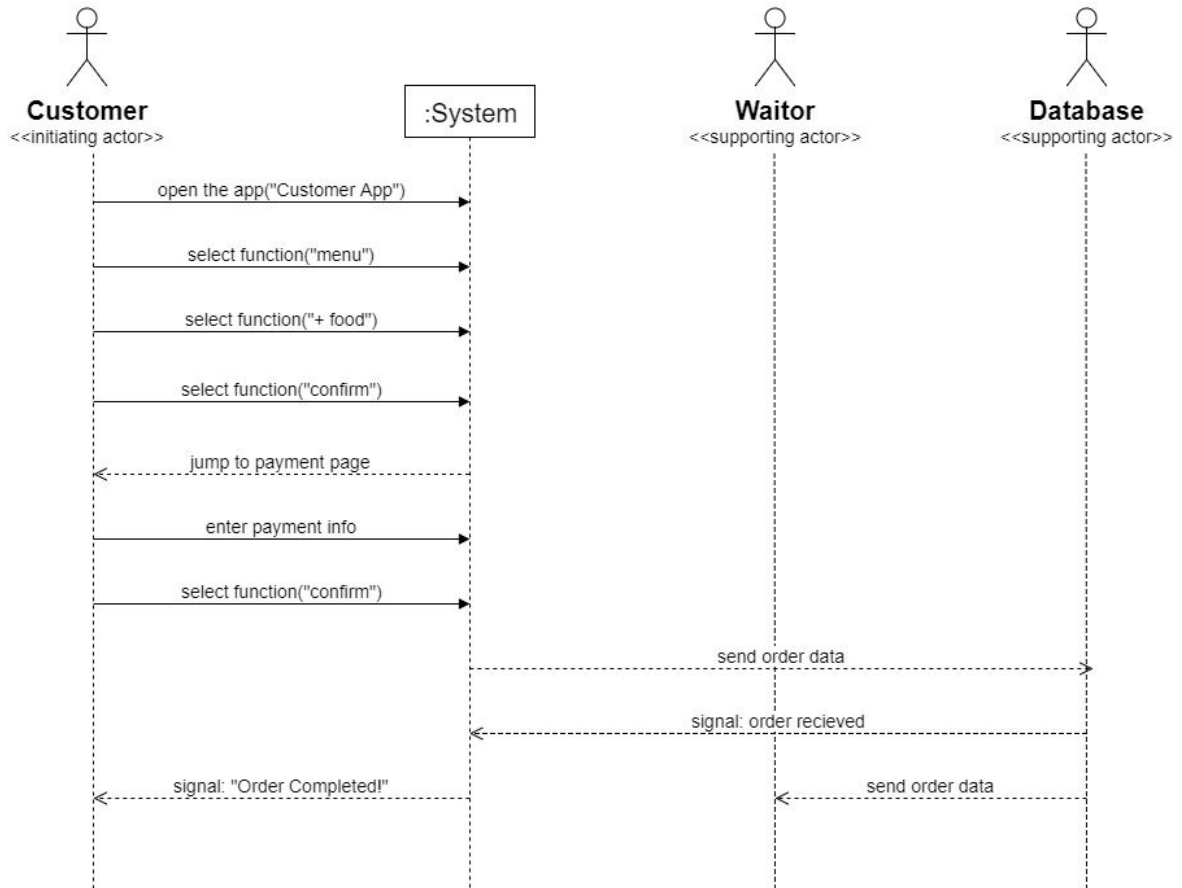 Customer
<<initiating actor>>
:System
Waitor
<<supporting actor>>
Database
<<supporting actor>>
open the app("Customer App")
select function("menu")
select function("+ food")
select function("confirm")
jump to payment page
enter payment info
select function("confirm")
send order data
signal: order recieved
signal: "Order Completed!"
send order data